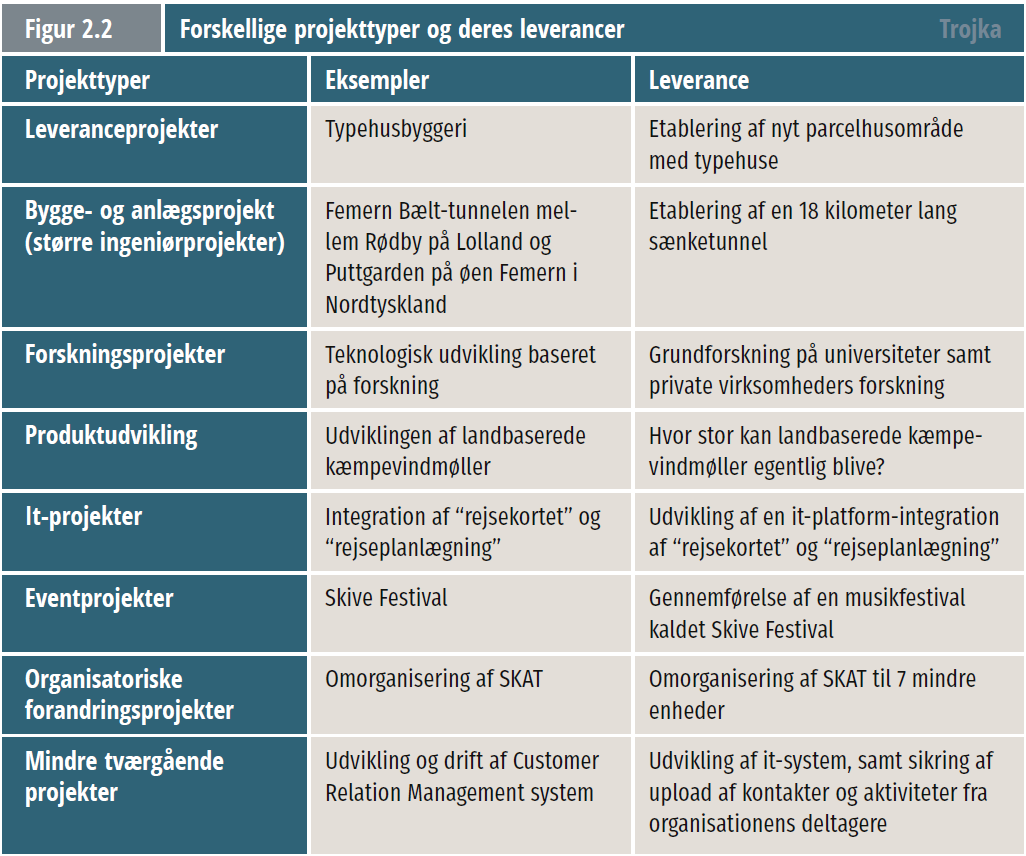 Figur 2.2
Forskellige projekttyper og deres leverancer
Trojka
Projekttyper
Eksempler
Leverance
Leveranceprojekter
Typehusbyggeri
Etablering af nyt parcelhusområde
med typehuse
Bygge- og anlægsprojekt
(større ingeniørprojekter)
Femern Bælt-tunnelen mel-
lem Rødby på Lolland og
Puttgarden på øen Femern i
Nordtyskland
Etablering af en 18 kilometer lang
sænketunnel
Forskningsprojekter
Teknologisk udvikling baseret
på forskning
Grundforskning på universiteter samt
private virksomheders forskning
Produktudvikling
Udviklingen af landbaserede
kæmpevindmøller
Hvor stor kan landbaserede kæmpe-
vindmøller egentlig blive?
It-projekter
Integration af “rejsekortet” og
“rejseplanlægning”
Udvikling af en it-platform-integration
af “rejsekortet” og “rejseplanlægning”
Eventprojekter
Skive Festival
Gennemførelse af en musikfestival
kaldet Skive Festival
Organisatoriske
forandringsprojekter
Omorganisering af SKAT
Omorganisering af SKAT til 7 mindre
enheder
Mindre tværgående
projekter
Udvikling og drift af Customer
Relation Management system
Udvikling af it-system, samt sikring af
upload af kontakter og aktiviteter fra
organisationens deltagere